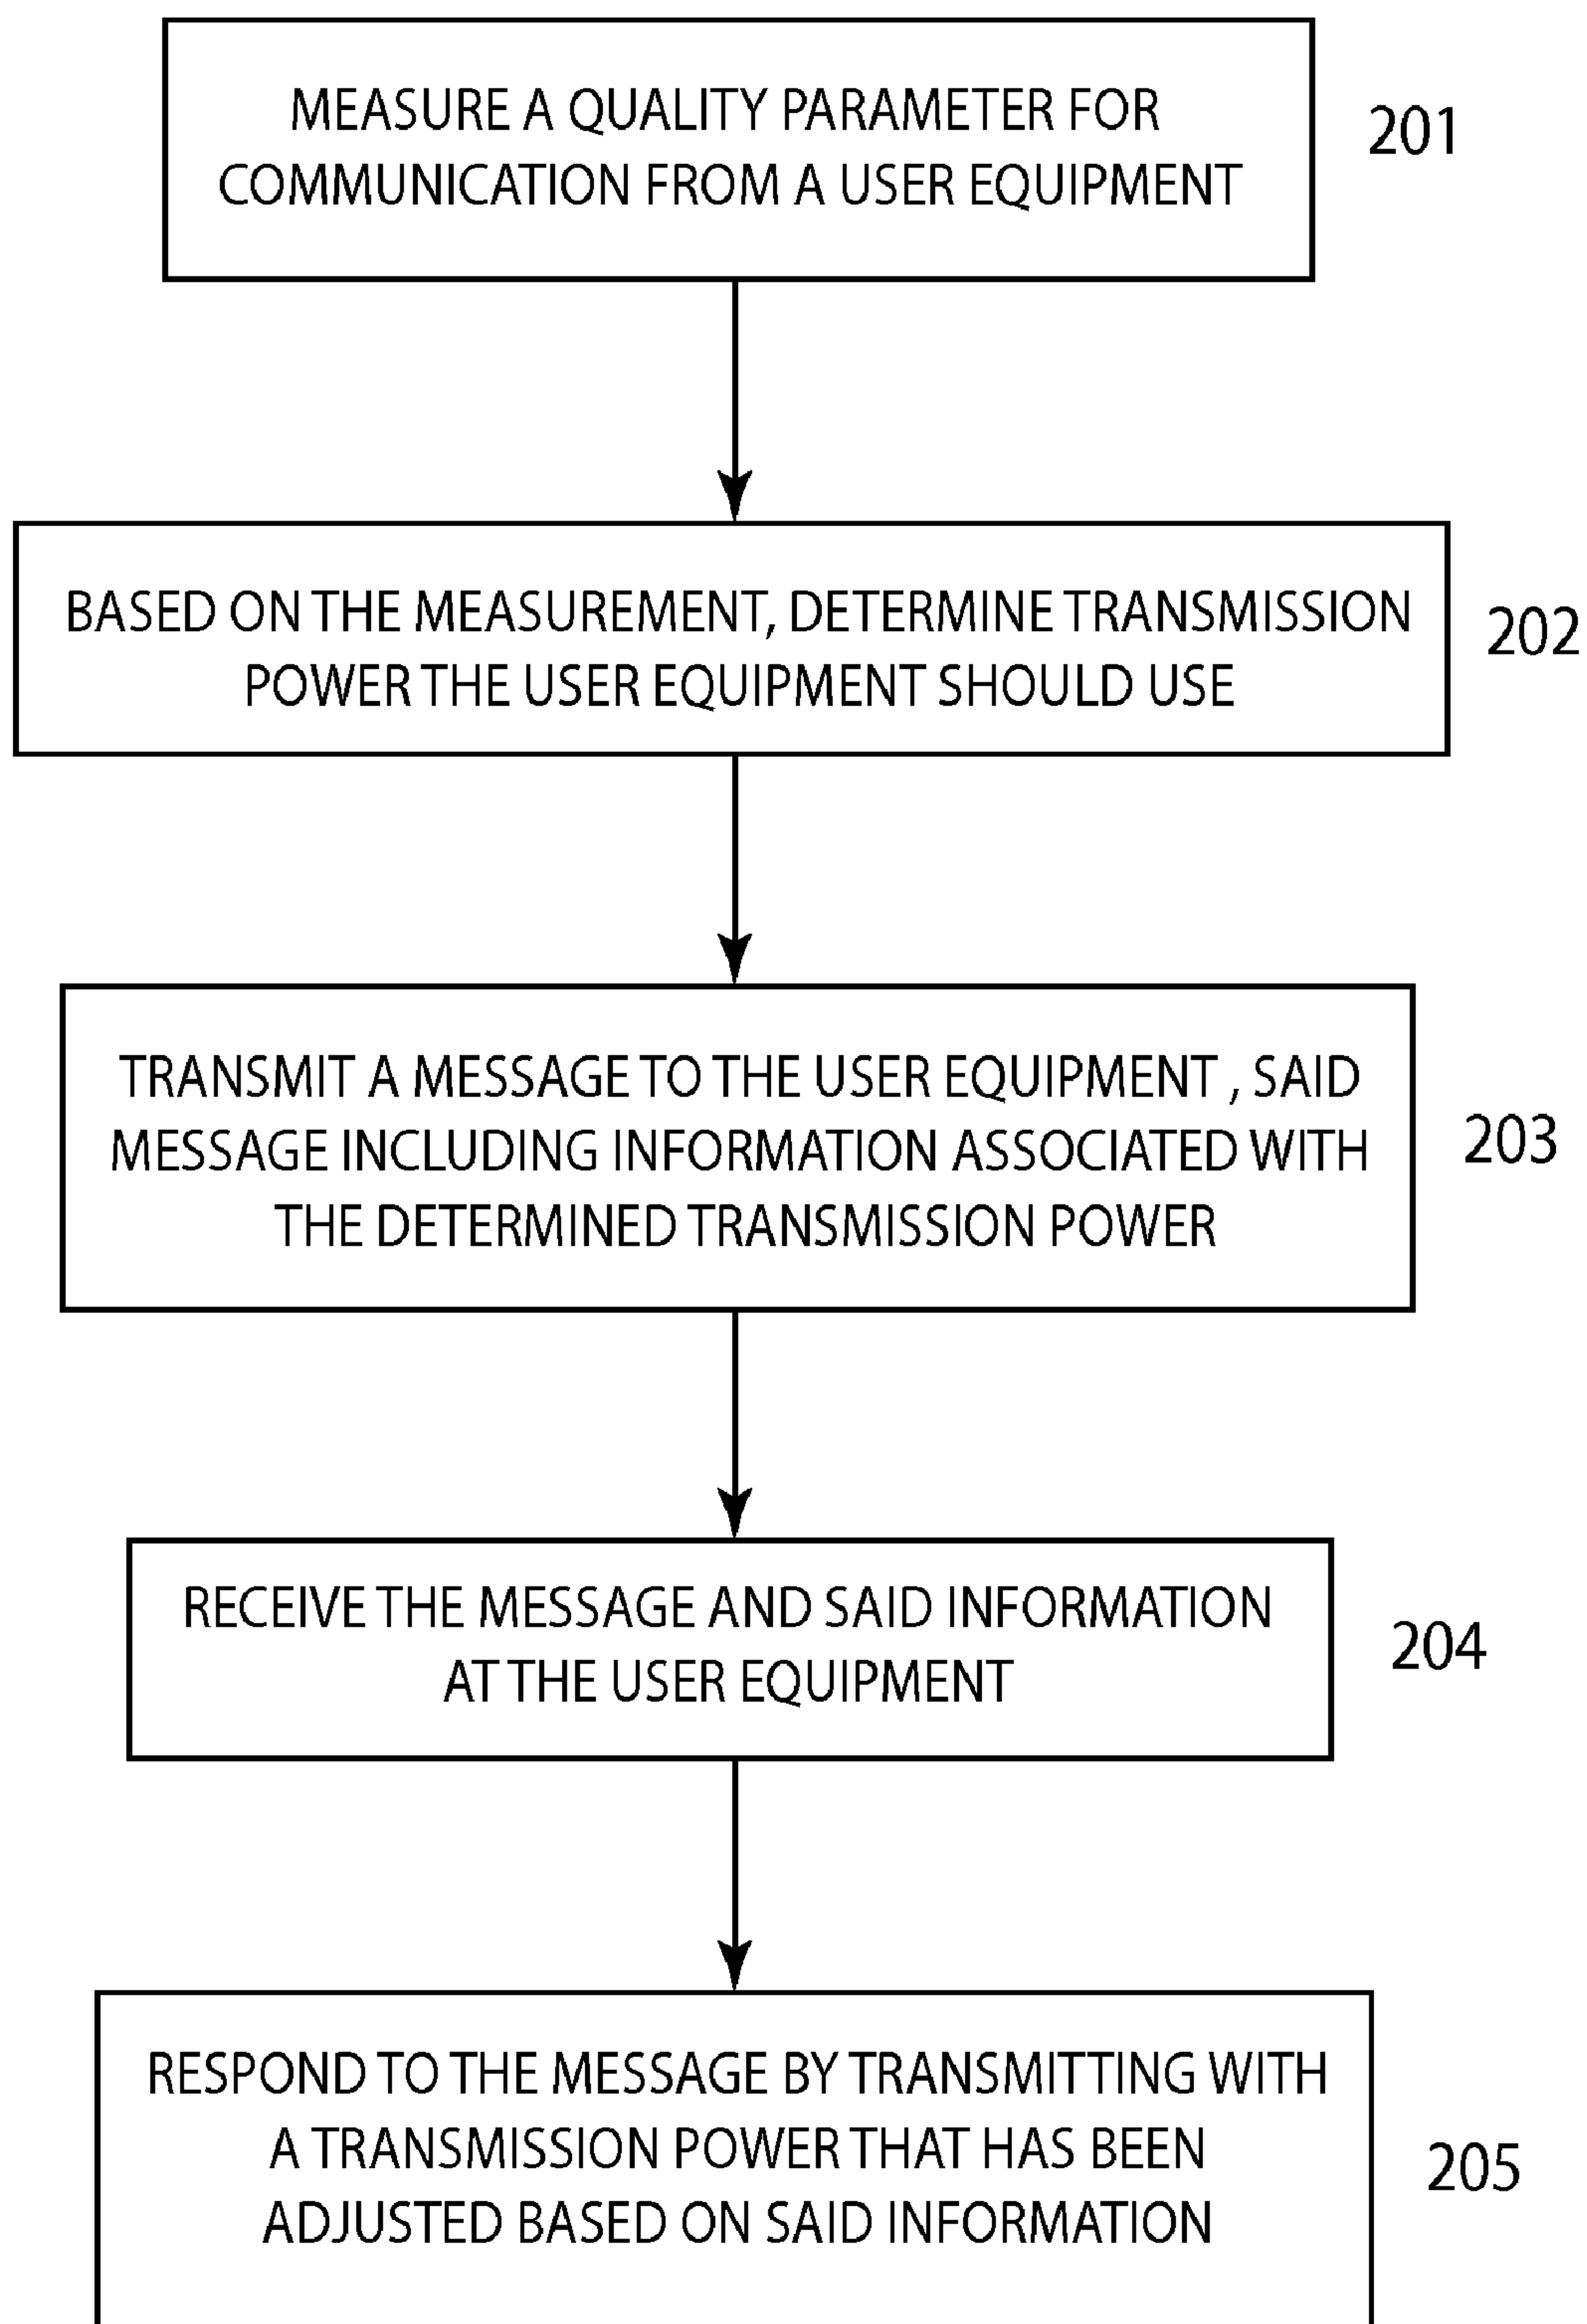 MEASURE A QUALITY PARAMETER FOR
COMMUNICATION FROM A USER EQUIPMENT
201
BASED ON THE MEASUREMENT, DETERMINE TRANSMISSION
POWER THE USER EQUIPMENT SHOULD USE
202
TRANSMIT A MESSAGE TO THE USER EQUIPMENT , SAID
MESSAGE INCLUDING INFORMATION ASSOCIATED WITH
THE DETERMINED TRANSMISSION POWER
203
RECEIVE THE MESSAGE AND SAID INFORMATION
AT THE USER EQUIPMENT
204
RESPOND TO THE MESSAGE BY TRANSMITTING WITH
A TRANSMISSION POWER THAT HAS BEEN
ADJUSTED BASED ON SAID INFORMATION
205